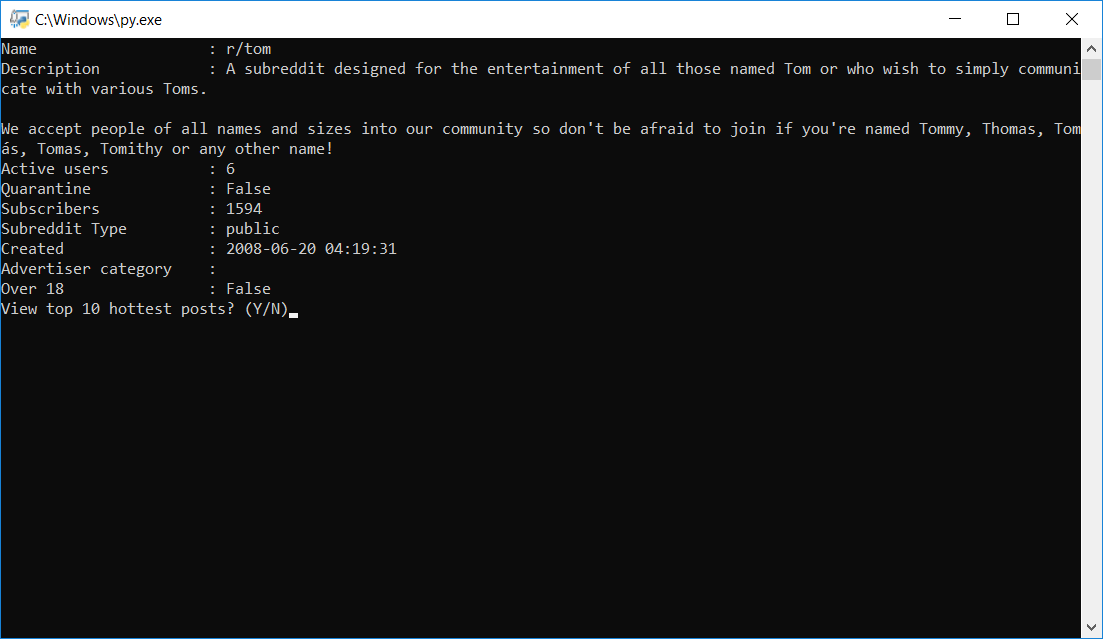 C:\Windows\py.exe
Name                   : r/tom
Description            : A subreddit designed for the entertainment of all those named Tom or who wish to simply communi
cate with various Toms.
We accept people of all names and sizes into our community so don't be afraid to join if you're named Tommy, Thomas, Tom
ás, Tomas, Tomithy or any other name!
Active users           : 6
Quarantine             : False
Subscribers            : 1594
Subreddit Type         : public
Created                : 2008-06-20 04:19:31
Advertiser category    :
Over 18                : False
View top 10 hottest posts? (Y/N)